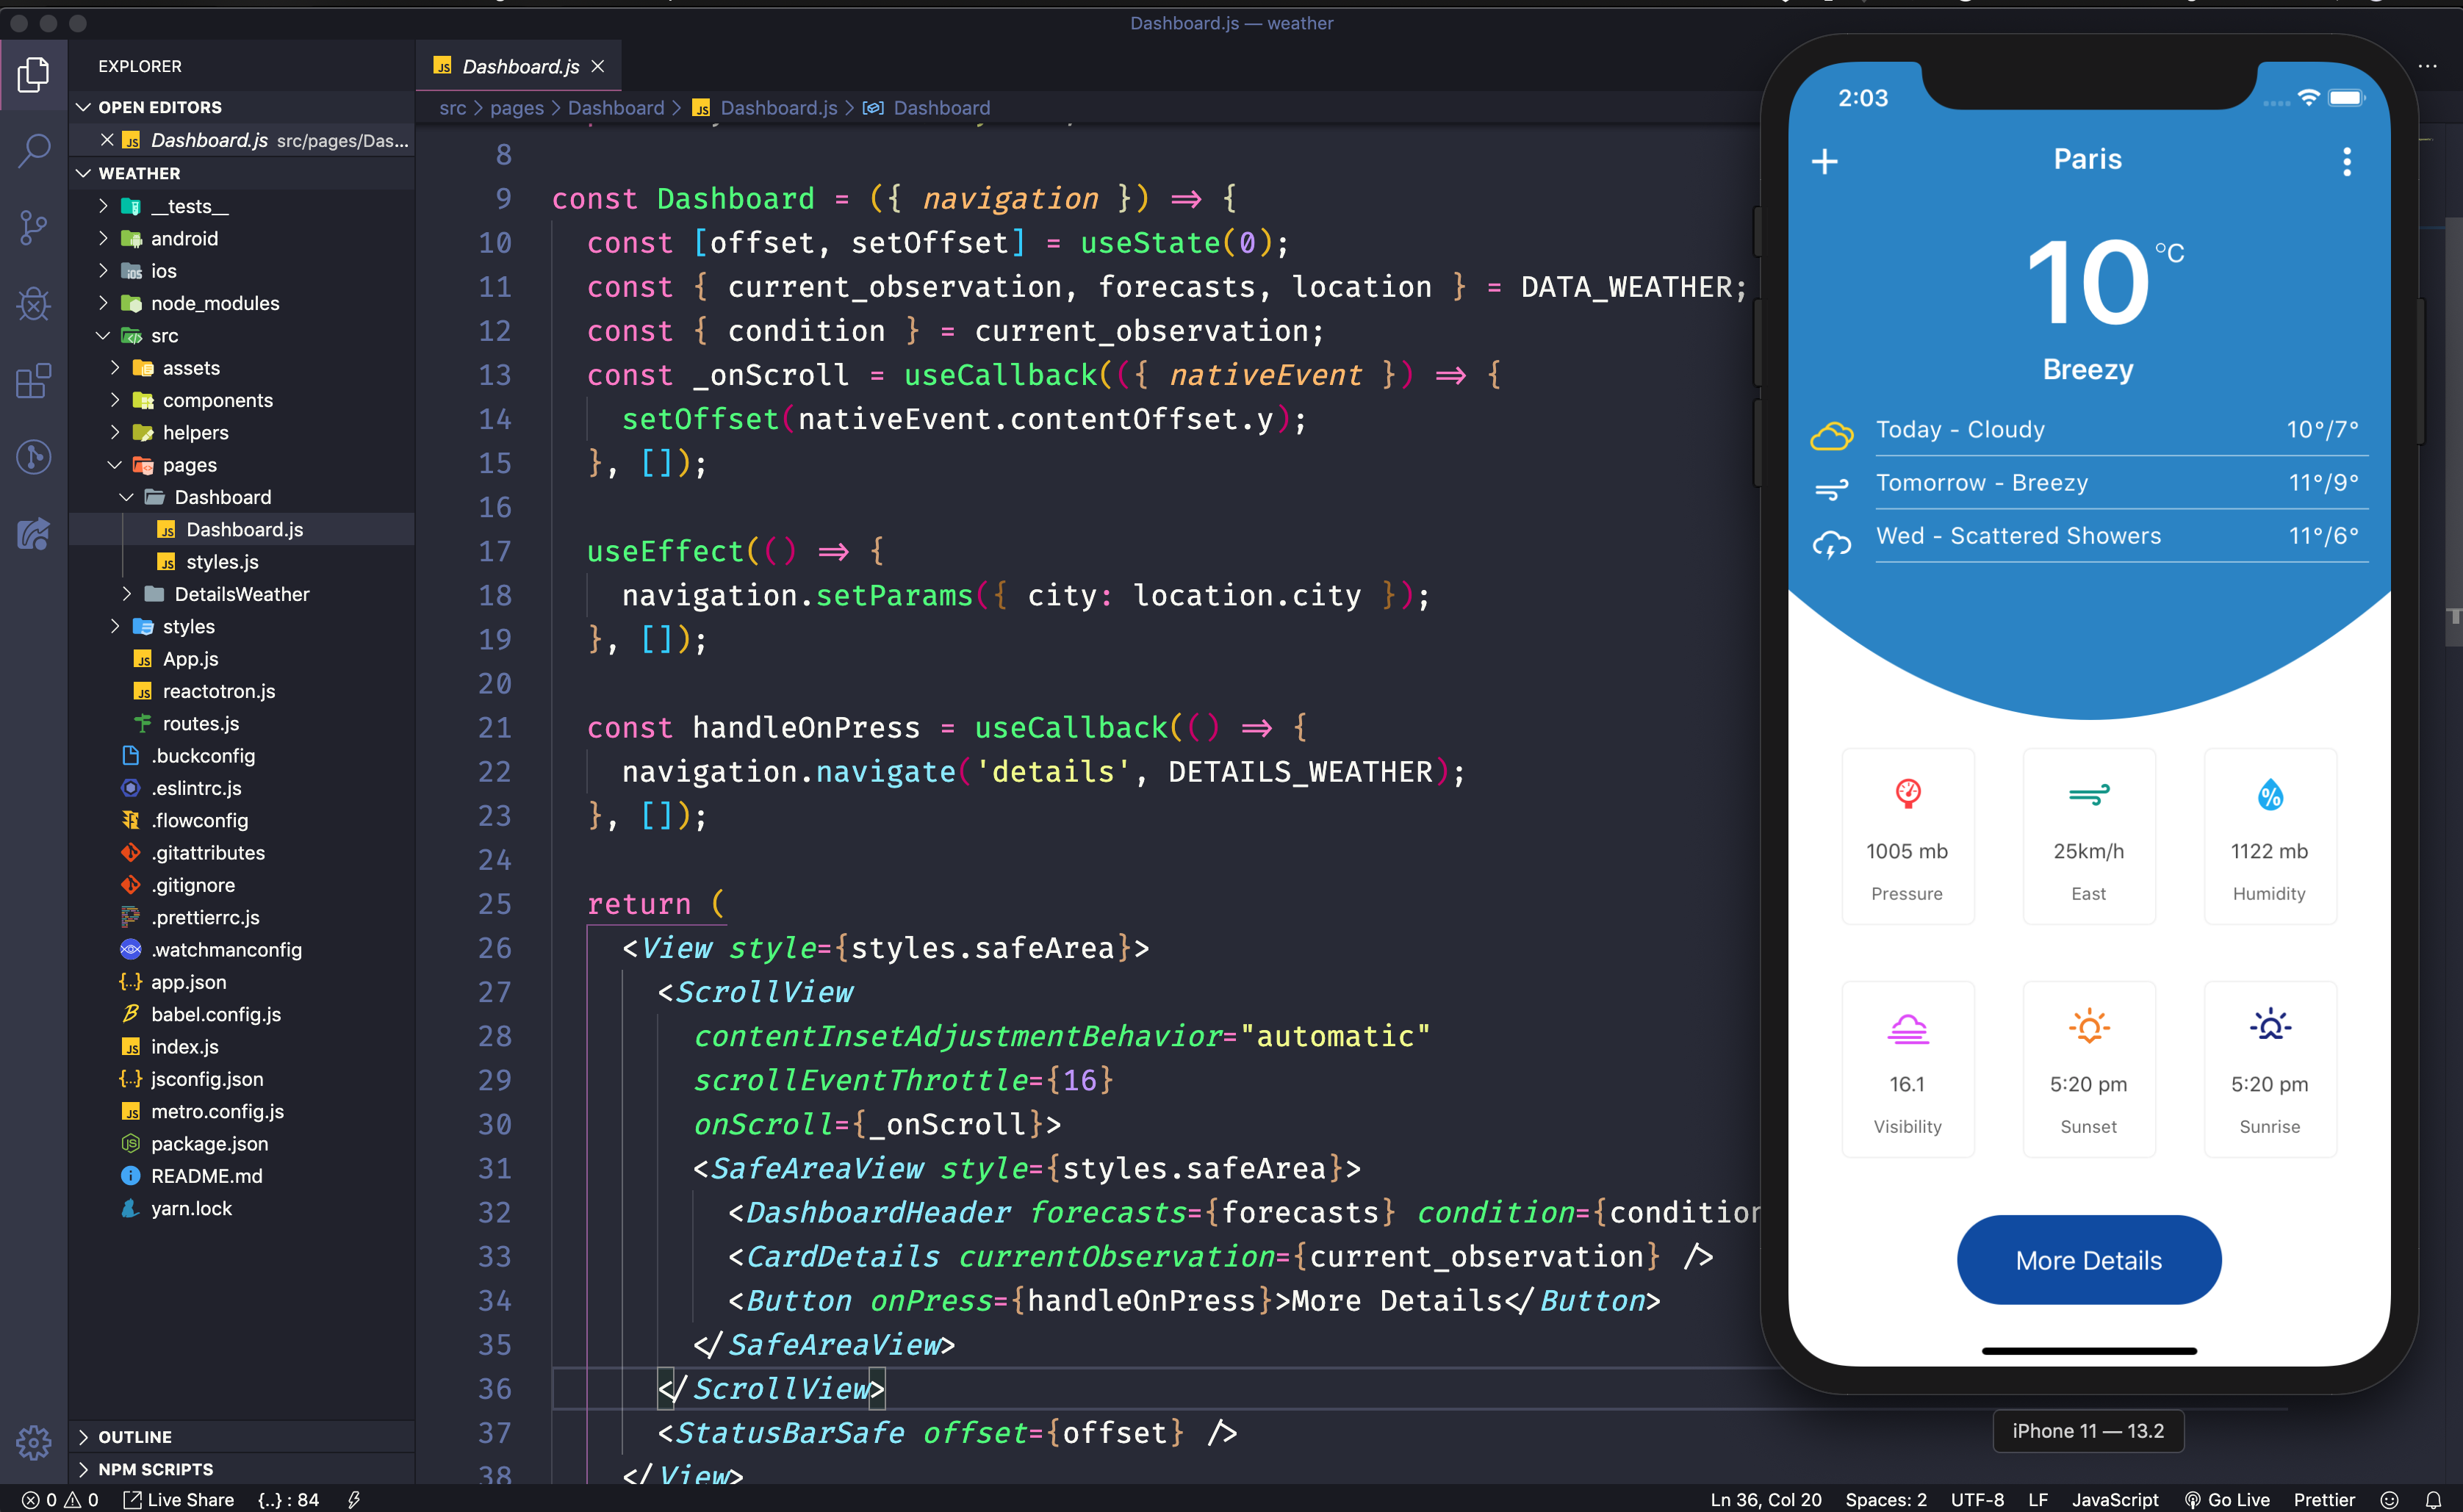 Dashboard.js — weather
EXPLORER
OPEN EDITORS
Dashboard.js src/pages/Das...
WEATHER
__tests__
android
ios
node_modules
src
assets
components
helpers
pages
Dashboard
Dashboard.js
styles.js
DetailsWeather
styles
App.js
reactotron.js
routes.js
.buckconfig
.eslintrc.js
.flowconfig
.gitattributes
.gitignore
.prettierrc.js
.watchmanconfig
app.json
babel.config.js
index.js
jsconfig.json
metro.config.js
package.json
README.md
yarn.lock
OUTLINE
NPM SCRIPTS
Dashboard.js
src > pages > Dashboard > Dashboard.js > Dashboard
8
9 const Dashboard = ({ navigation }) => {
10 const [offset, setOffset] = useState(0);
11 const { current_observation, forecasts, location } = DATA_WEATHER;
12 const { condition } = current_observation;
13 const _onScroll = useCallback(({ nativeEvent }) => {
14 setOffset(nativeEvent.contentOffset.y);
15 }, []);
16
17 useEffect(() => {
18 navigation.setParams({ city: location.city });
19 }, []);
20
21 const handleOnPress = useCallback(() => {
22 navigation.navigate('details', DETAILS_WEATHER);
23 }, []);
24
25 return (
26 <View style={styles.safeArea}>
27 <ScrollView
28 contentInsetAdjustmentBehavior="automatic"
29 scrollEventThrottle={16}
30 onScroll={_onScroll}>
31 <SafeAreaView style={styles.safeArea}>
32 <DashboardHeader forecasts={forecasts} condition={condition
33 <CardDetails currentObservation={current_observation} />
34 <Button onPress={handleOnPress}>More Details</Button>
35 </SafeAreaView>
36 </ScrollView>
37 <StatusBarSafe offset={offset} />
38 </View>
2:03
Paris
10 °C
Breezy
Today - Cloudy 10°/7°
Tomorrow - Breezy 11°/9°
Wed - Scattered Showers 11°/6°
1005 mb 25km/h 1122 mb
Pressure East Humidity
16.1 5:20 pm 5:20 pm
Visibility Sunset Sunrise
More Details
iPhone 11 — 13.2
0 0 Live Share {..} : 84 Ln 36, Col 20 Spaces: 2 UTF-8 LF JavaScript Go Live Prettier